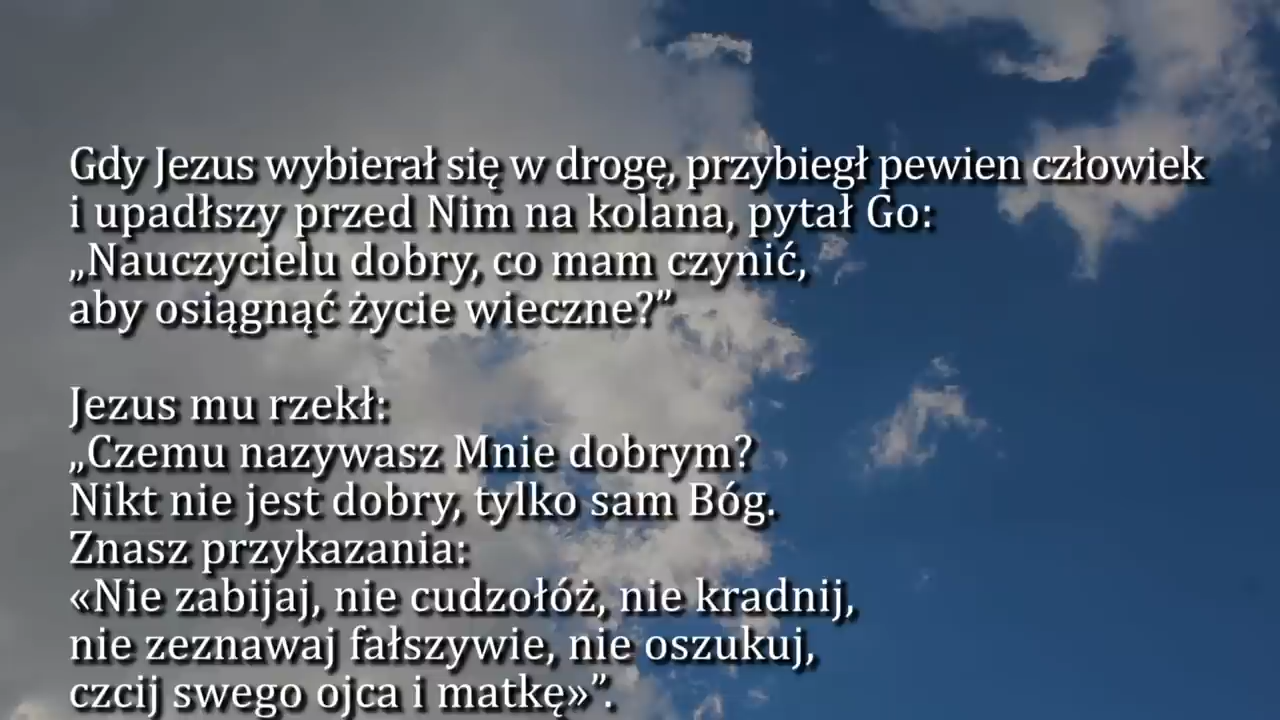 Gdy Jezus wybierał się w drogę, przybiegł pewien człowiek
i upadłszy przed Nim na kolana, pytał Go:
„Nauczycielu dobry, co mam czynić,
aby osiągnąć życie wieczne?”
Jezus mu rzekł:
„Czemu nazywasz Mnie dobrym?
Nikt nie jest dobry, tylko sam Bóg.
Znasz przykazania:
«Nie zabijaj, nie cudzołóż, nie kradnij,
nie zeznawaj fałszywie, nie oszukuj,
czcij swego ojca i matkę»”.